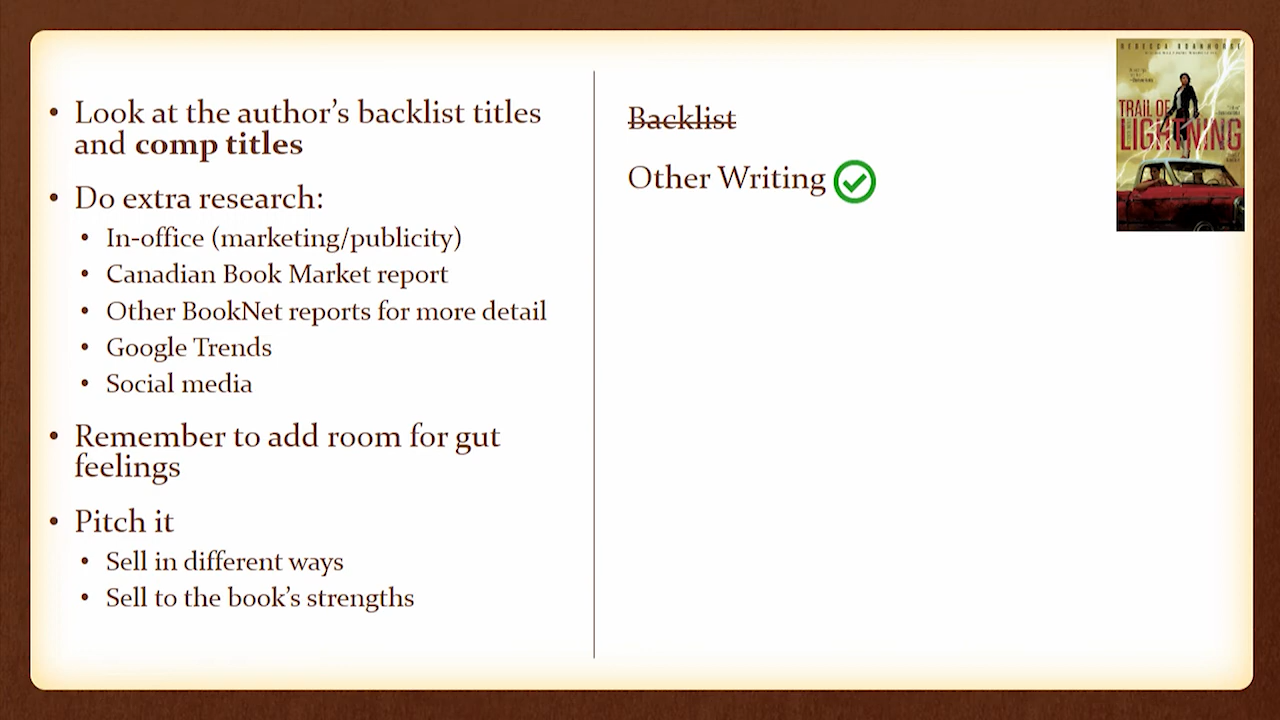 • Look at the author’s backlist titles
and comp titles
• Do extra research:
• In-office (marketing/publicity)
• Canadian Book Market report
• Other BookNet reports for more detail
• Google Trends
• Social media
• Remember to add room for gut
feelings
• Pitch it
• Sell in different ways
• Sell to the book’s strengths
Backlist
Other Writing
REBECCA ROANHORSE
TRAIL OF
LIGHTNING